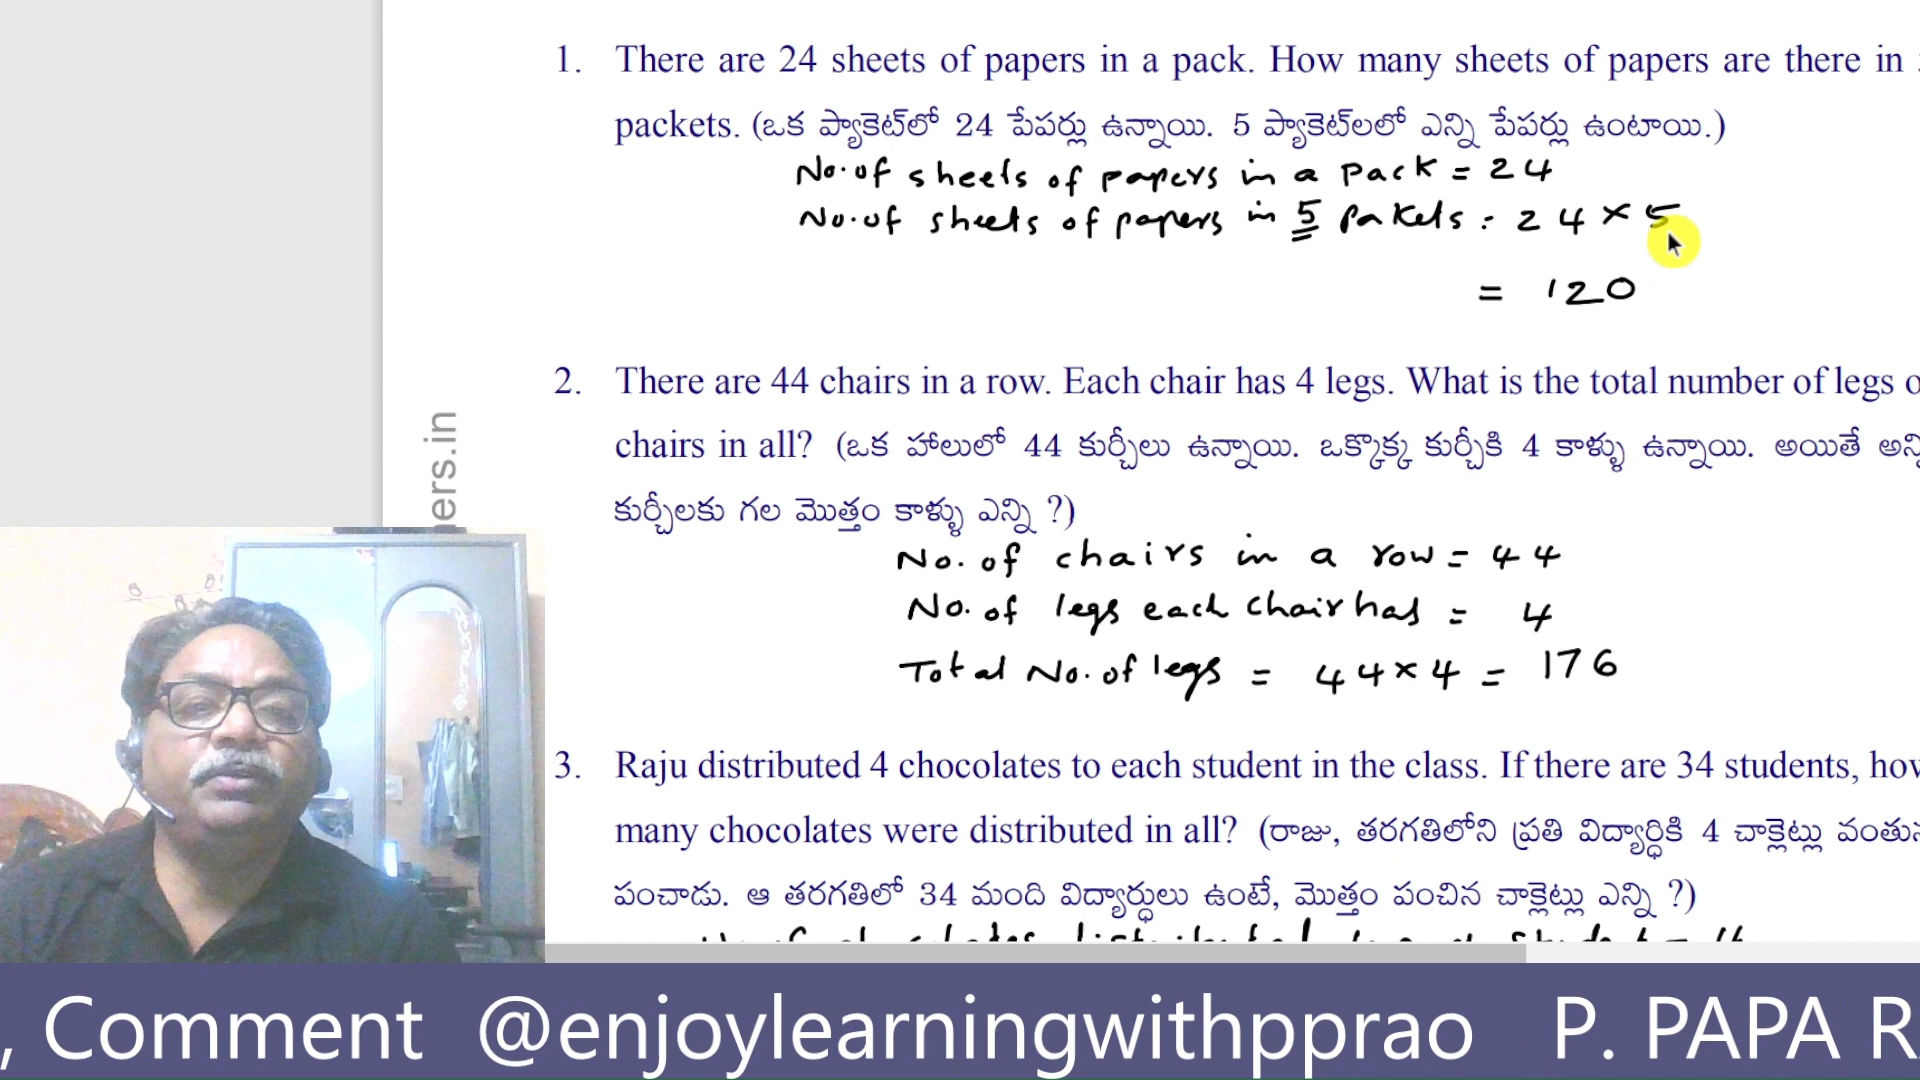 1. There are 24 sheets of papers in a pack. How many sheets of papers are there in
packets. (ఒక ప్యాకెట్‌లో 24 పేపర్లు ఉన్నాయి. 5 ప్యాకెట్‌లలో ఎన్ని పేపర్లు ఉంటాయి.)
No. of sheets of papers in a pack = 24
No. of sheets of papers in 5 pakets = 24 × 5
= 120
2. There are 44 chairs in a row. Each chair has 4 legs. What is the total number of legs
chairs in all? (ఒక హాలులో 44 కుర్చీలు ఉన్నాయి. ఒక్కొక్క కుర్చీకి 4 కాళ్ళు ఉన్నాయి. అయితే
కుర్చీలకు గల మొత్తం కాళ్ళు ఎన్ని ?)
No. of chairs in a row = 44
No. of legs each chair has = 4
Total No. of legs = 44 × 4 = 176
3. Raju distributed 4 chocolates to each student in the class. If there are 34 students,
many chocolates were distributed in all? (రాజు, తరగతిలోని ప్రతి విద్యార్థికి 4 చాక్లెట్లు
పంచాడు. ఆ తరగతిలో 34 మంది విద్యార్థులు ఉంటే, మొత్తం పంచిన చాక్లెట్లు ఎన్ని ?)
ers.in
, Comment @enjoylearningwithpprao P. PAPA R